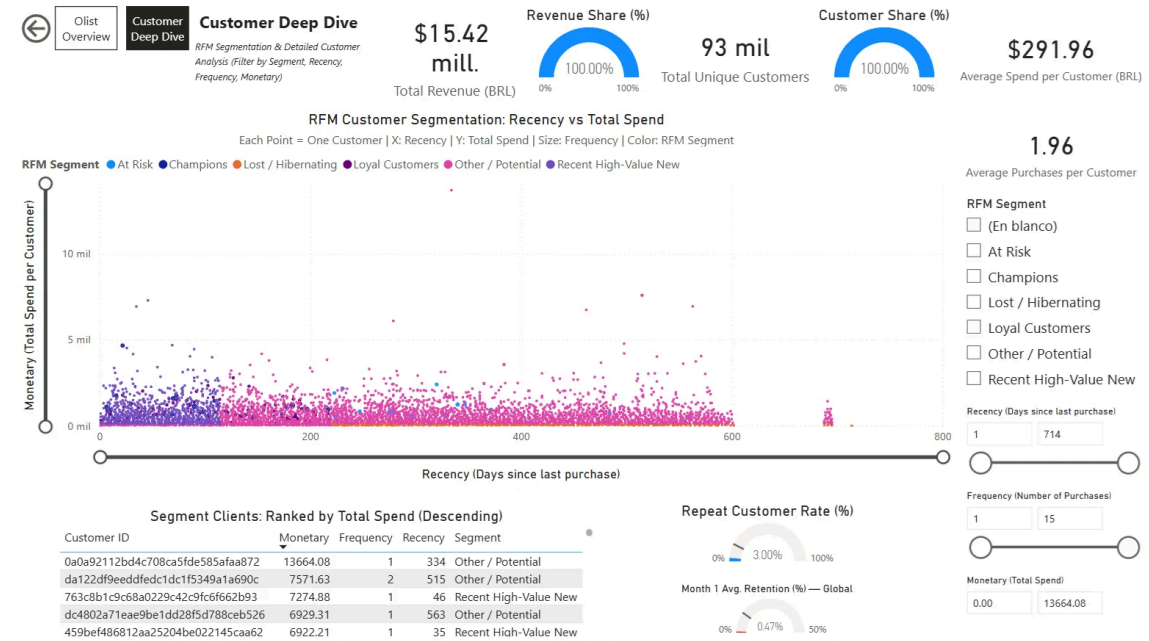 Olist
Overview
Customer
Deep Dive
Customer Deep Dive
RFM Segmentation & Detailed Customer
Analysis (Filter by Segment, Recency,
Frequency, Monetary)
$15.42
mill.
Total Revenue (BRL)
Revenue Share (%)
100.00%
0%
100%
93 mil
Total Unique Customers
Customer Share (%)
100.00%
0%
100%
$291.96
Average Spend per Customer (BRL)
RFM Customer Segmentation: Recency vs Total Spend
Each Point = One Customer | X: Recency | Y: Total Spend | Size: Frequency | Color: RFM Segment
RFM Segment At Risk Champions Lost / Hibernating Loyal Customers Other / Potential Recent High-Value New
Monetary (Total Spend per Customer)
10 mil
5 mil
0 mil
0 200 400 600 800
Recency (Days since last purchase)
1.96
Average Purchases per Customer
RFM Segment
(En blanco)
At Risk
Champions
Lost / Hibernating
Loyal Customers
Other / Potential
Recent High-Value New
Recency (Days since last purchase)
1 714
Frequency (Number of Purchases)
1 15
Monetary (Total Spend)
0.00 13664.08
Segment Clients: Ranked by Total Spend (Descending)
Customer ID Monetary Frequency Recency Segment
0a0a92112bd4c708ca5fde585afaa872 13664.08 1 334 Other / Potential
da122df9eeddfedc1dc1f5349a1a690c 7571.63 2 515 Other / Potential
763c8b1c9c68a0229c42c9fc6f662b93 7274.88 1 46 Recent High-Value New
dc4802a71eae9be1dd28f5d788ceb526 6929.31 1 563 Other / Potential
459bef486812aa25204be022145caa62 6922.21 1 35 Recent High-Value New
Repeat Customer Rate (%)
0% 3.00% 100%
Month 1 Avg. Retention (%) — Global
0% 0.47% 50%